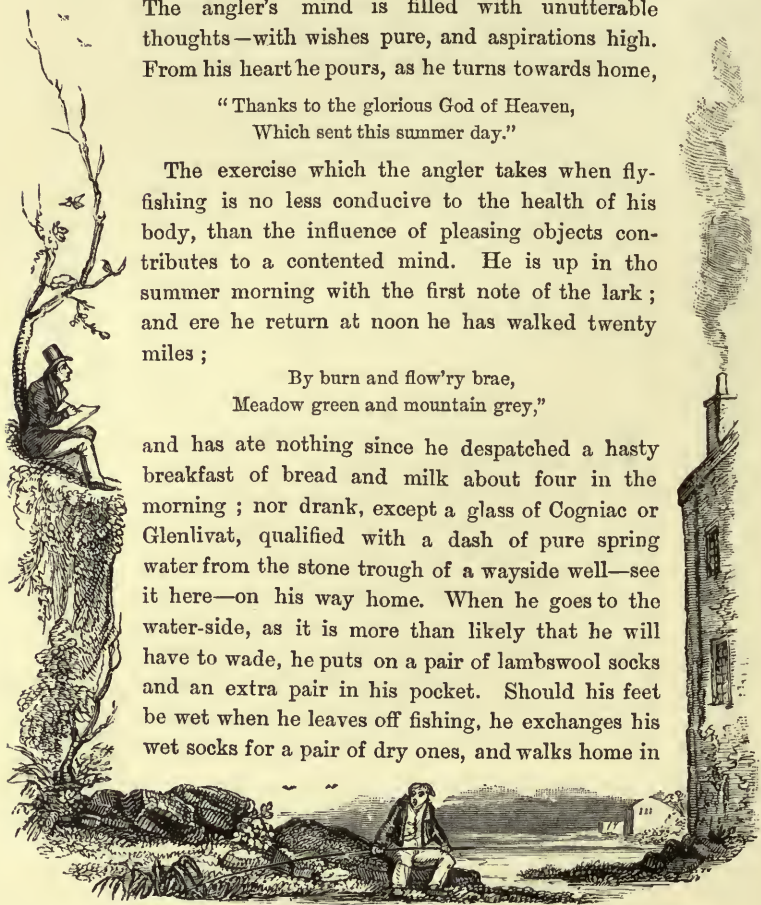 The angler's mind is filled with unutterable
thoughts—with wishes pure, and aspirations high.
From his heart he pours, as he turns towards home,
“Thanks to the glorious God of Heaven,
Which sent this summer day.”
The exercise which the angler takes when fly-
fishing is no less conducive to the health of his
body, than the influence of pleasing objects con-
tributes to a contented mind. He is up in tho
summer morning with the first note of the lark ;
and ere he return at noon he has walked twenty
miles ;
By burn and flow'ry brae,
Meadow green and mountain grey,”
and has ate nothing since he despatched a hasty
breakfast of bread and milk about four in the
morning ; nor drank, except a glass of Cogniac or
Glenlivat, qualified with a dash of pure spring
water from the stone trough of a wayside well—see
it here—on his way home. When he goes to the
water-side, as it is more than likely that he will
have to wade, he puts on a pair of lambswool socks
and an extra pair in his pocket. Should his feet
be wet when he leaves off fishing, he exchanges his
wet socks for a pair of dry ones, and walks home in